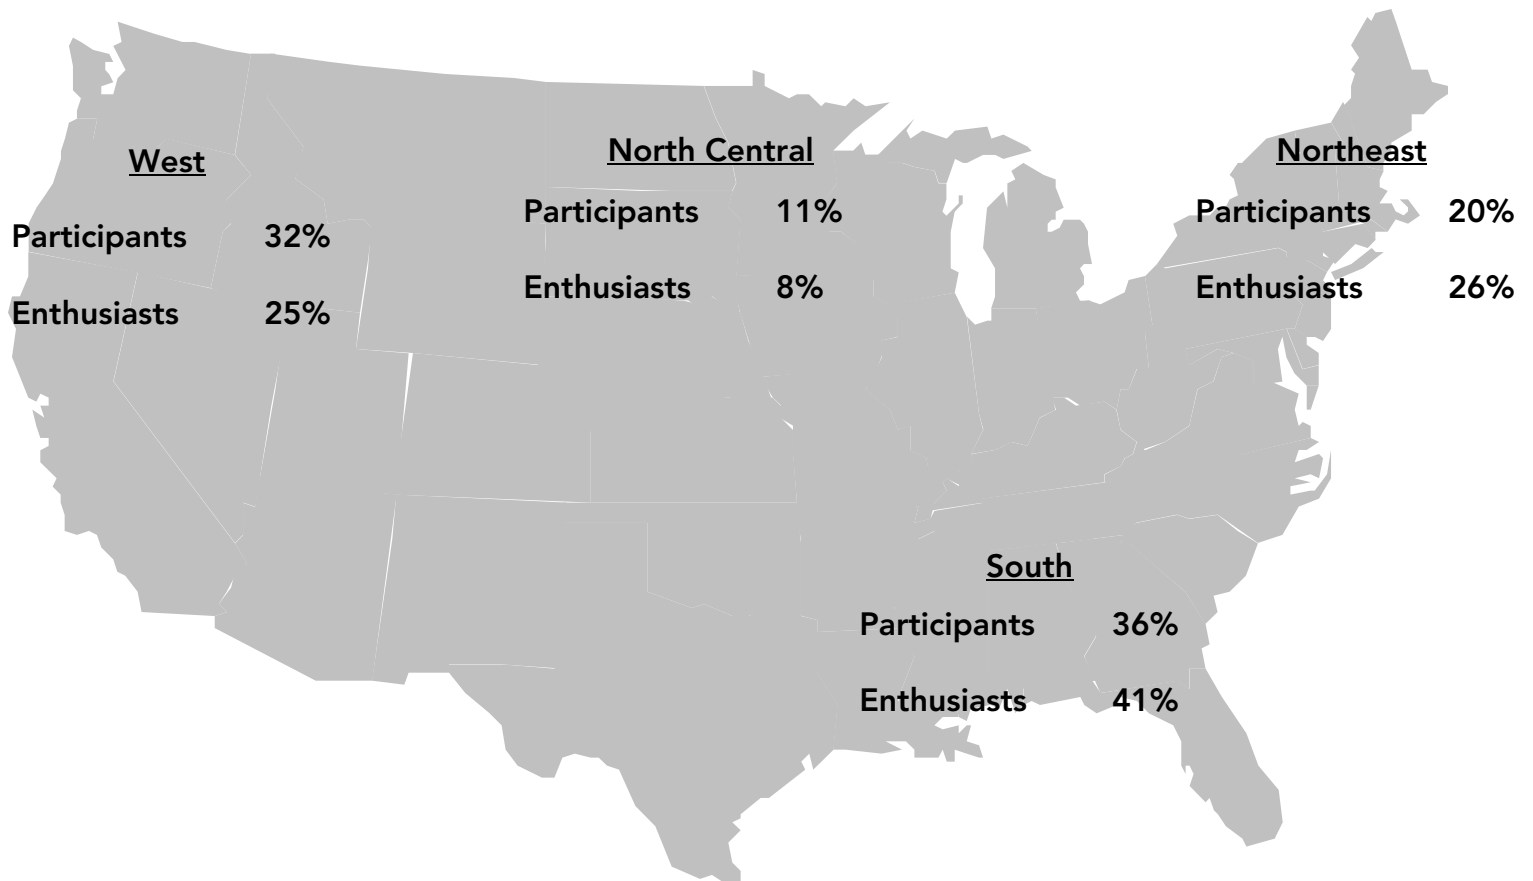 West
Participants 32%
Enthusiasts 25%
North Central
Participants 11%
Enthusiasts 8%
Northeast
Participants 20%
Enthusiasts 26%
South
Participants 36%
Enthusiasts 41%